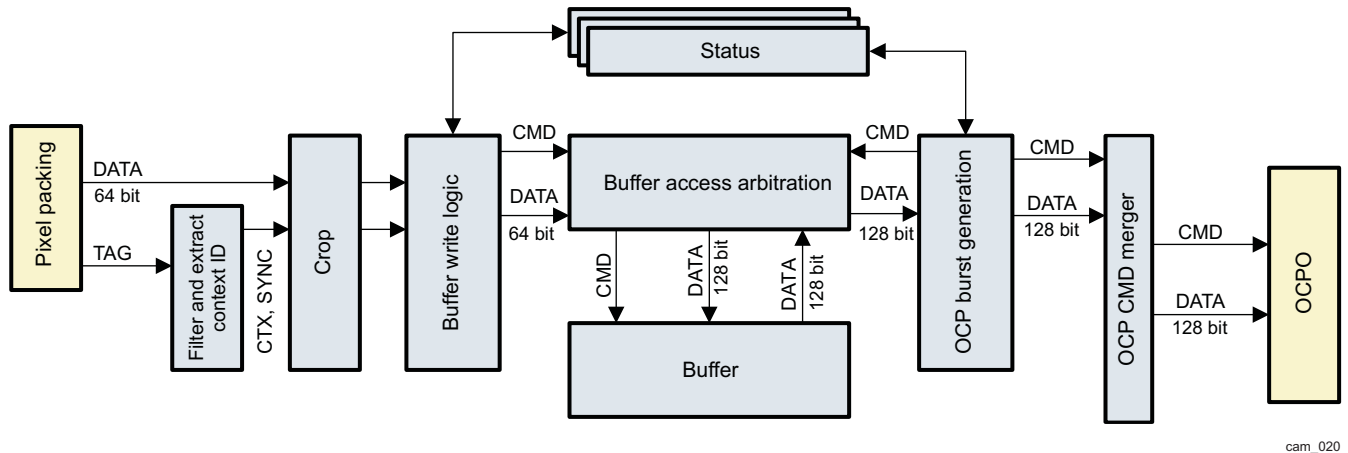 Status
Pixel packing
DATA
64 bit
TAG
Filter and extract
context ID
CTX, SYNC
Crop
Buffer write logic
CMD
DATA
64 bit
Buffer access arbitration
CMD
DATA
128 bit
DATA
128 bit
Buffer
CMD
DATA
128 bit
OCP burst generation
CMD
DATA
128 bit
OCP CMD merger
CMD
DATA
128 bit
OCPO
cam_020